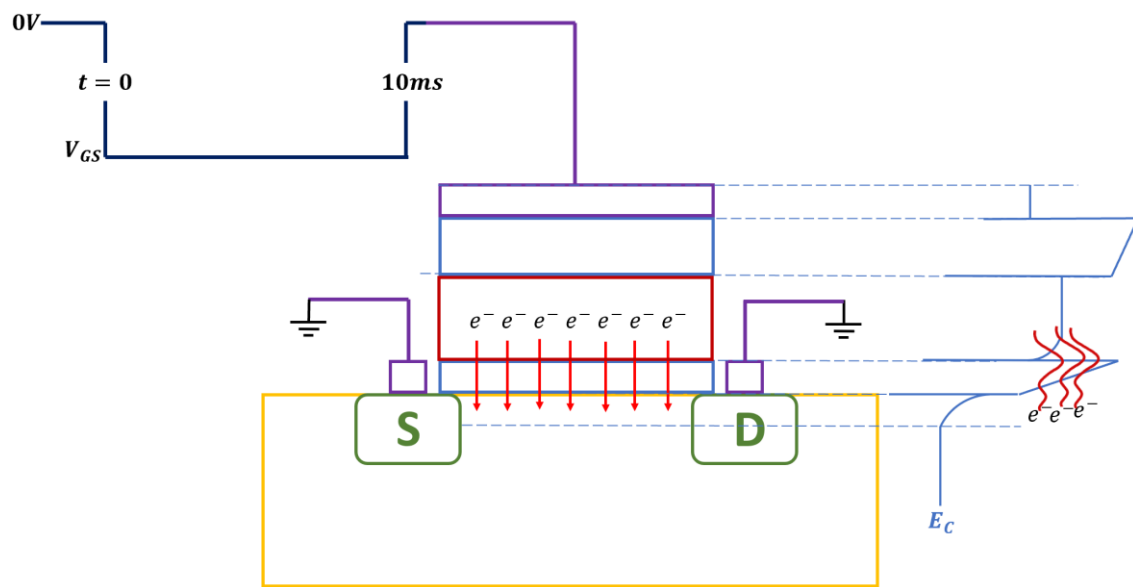 0V
t = 0
10ms
V_GS
e⁻ e⁻ e⁻ e⁻ e⁻ e⁻ e⁻
S
D
e⁻ e⁻ e⁻
E_C